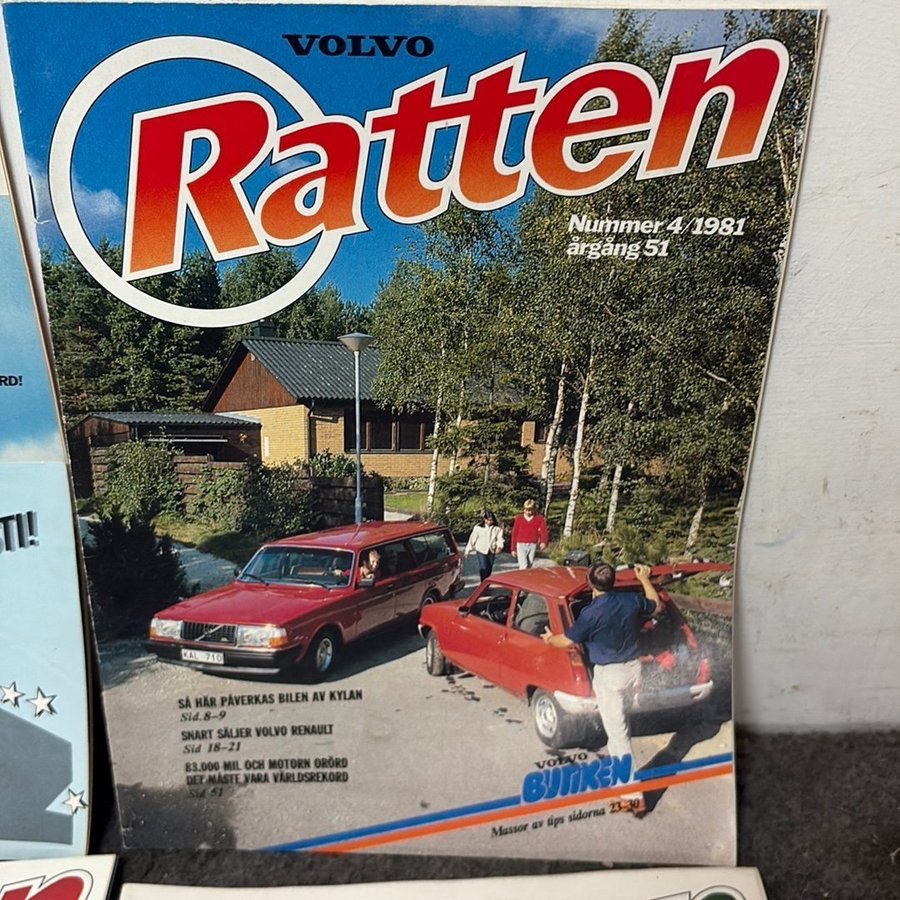 VOLVO
Ratten
Nummer 4/1981
årgång 51
RD!
STI!
KAL 710
SÅ HÄR PÅVERKAS BILEN AV KYLAN
Sid. 8–9
SNART SÄLJER VOLVO RENAULT
Sid 18–21
83.000 MIL OCH MOTORN ORÖRD
DET MÅSTE VARA VÄRLDSREKORD
Sid 51
VOLVO
BUTIKEN
Massor av tips sidorna 23–30